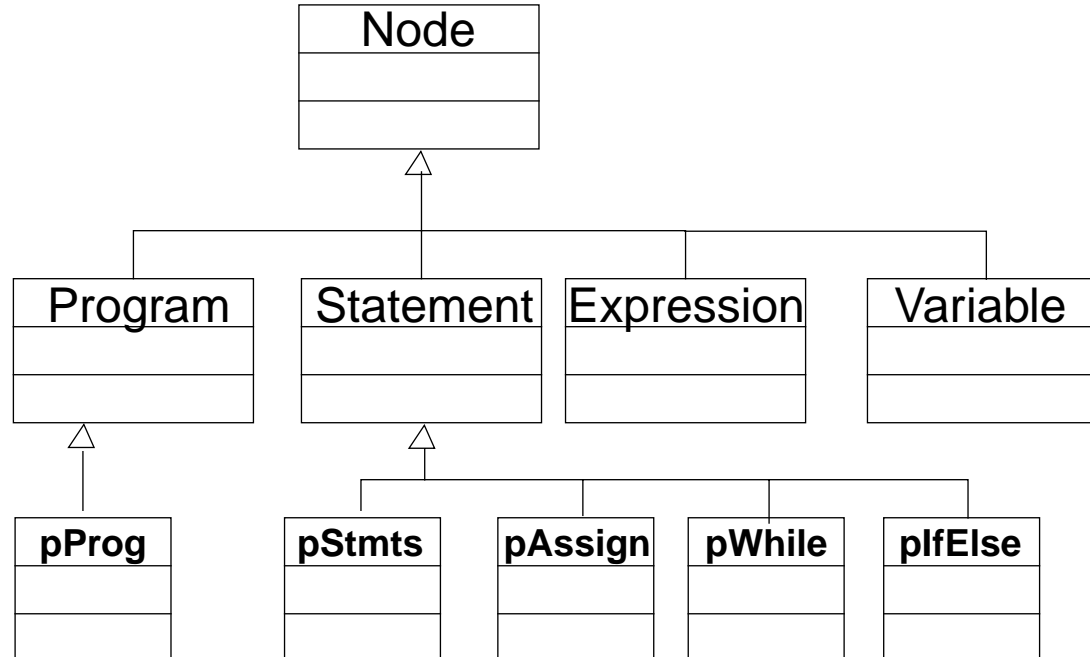 Node
Program Statement Expression Variable
pProg pStmts pAssign pWhile pIfElse